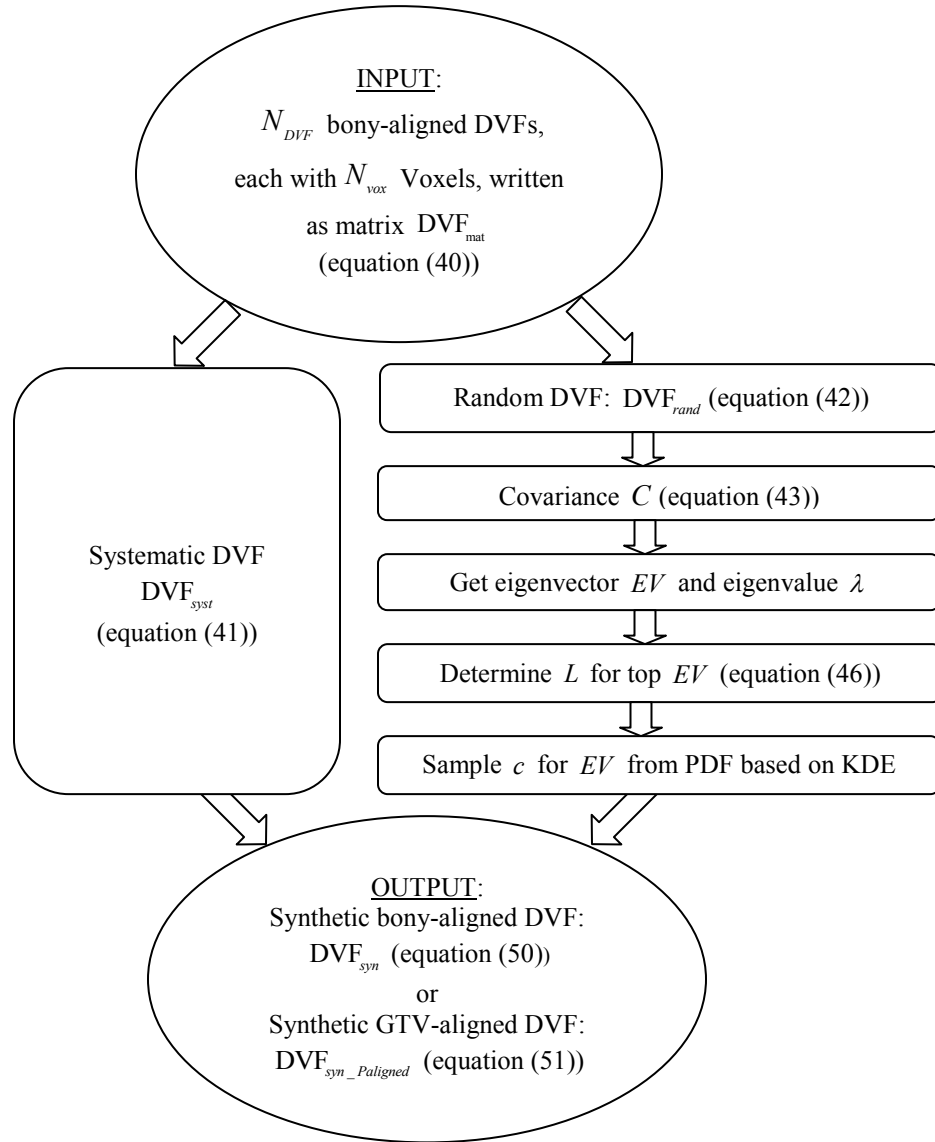 INPUT:
N_DVF bony-aligned DVFs,
each with N_vox Voxels, written
as matrix DVF_mat
(equation (40))
Systematic DVF
DVF_syst
(equation (41))
Random DVF: DVF_rand (equation (42))
Covariance C (equation (43))
Get eigenvector EV and eigenvalue λ
Determine L for top EV (equation (46))
Sample c for EV from PDF based on KDE
OUTPUT:
Synthetic bony-aligned DVF:
DVF_syn (equation (50))
or
Synthetic GTV-aligned DVF:
DVF_syn_Paligned (equation (51))